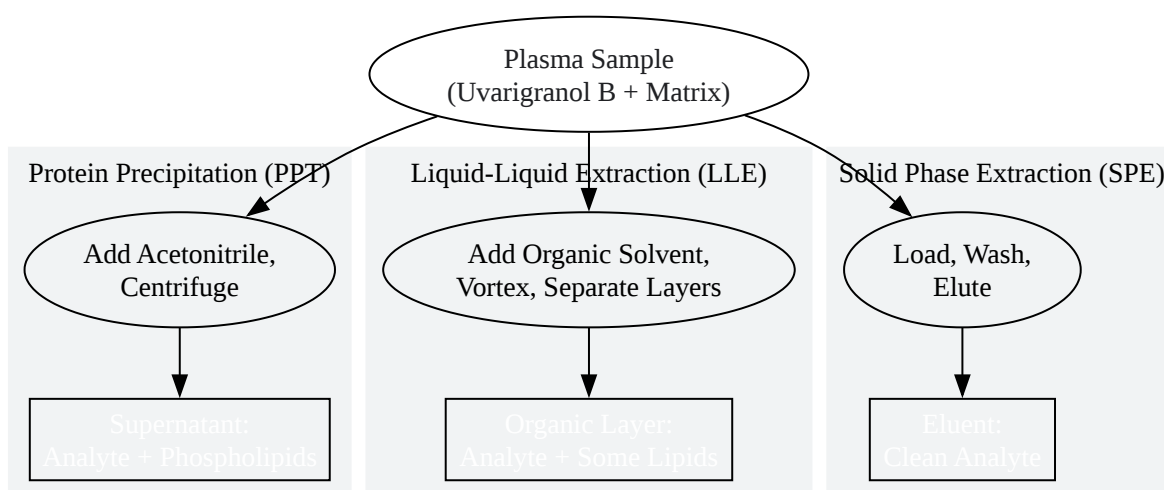 Plasma Sample
(Uvarigranol B + Matrix)
Protein Precipitation (PPT)
Liquid-Liquid Extraction (LLE)
Solid Phase Extraction (SPE)
Add Acetonitrile,
Centrifuge
Add Organic Solvent,
Vortex, Separate Layers
Load, Wash,
Elute
Supernatant:
Analyte + Phospholipids
Organic Layer:
Analyte + Some Lipids
Eluent:
Clean Analyte